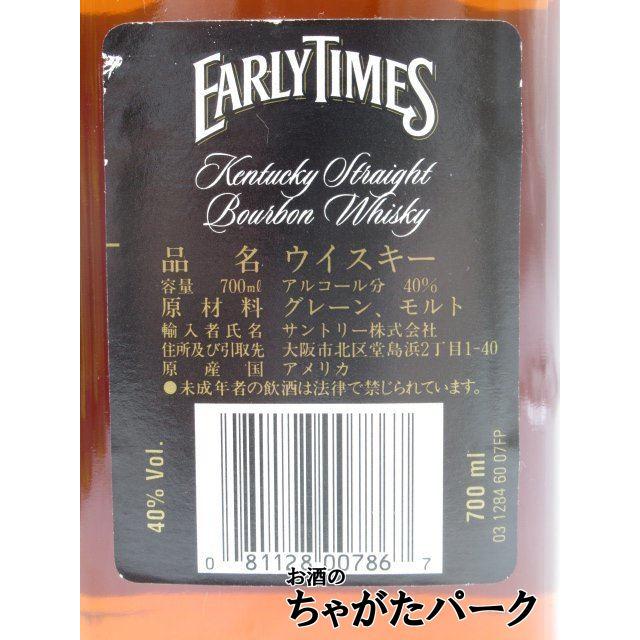 EARLY TIMES
Kentucky Straight
Bourbon Whisky
品名 ウイスキー
容量 700mℓ アルコール分 40%
原材料 グレーン、モルト
輸入者氏名 サントリー株式会社
住所及び引取先 大阪市北区堂島浜2丁目1-40
原産国 アメリカ
●未成年者の飲酒は法律で禁じられています。
40% Vol.
700 ml
03 1284 60 07FP
0 81128 00786 7
お酒の
ちゃがたパーク